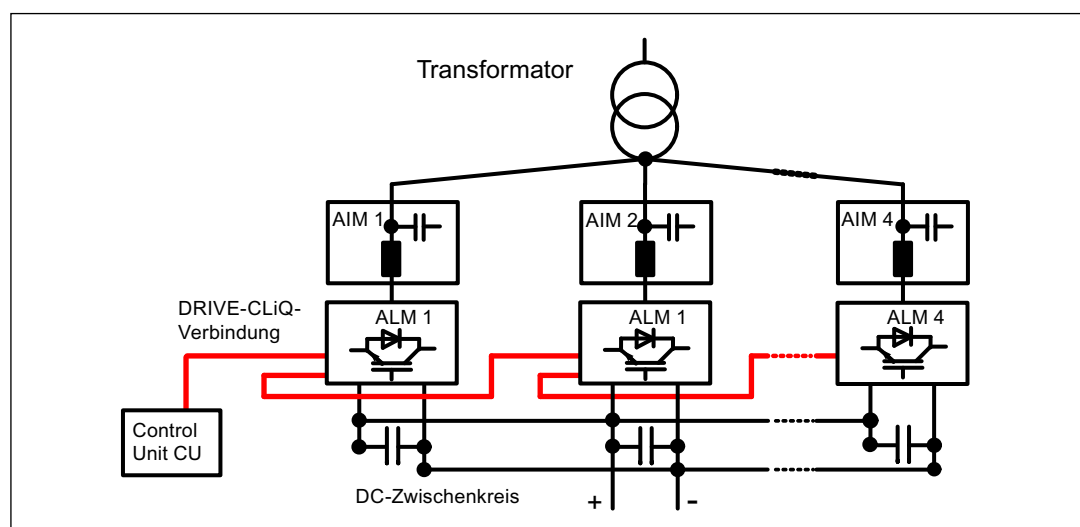 Transformator
AIM 1
AIM 2
AIM 4
DRIVE-CLiQ-
Verbindung
ALM 1
ALM 1
ALM 4
Control
Unit CU
DC-Zwischenkreis
+
-